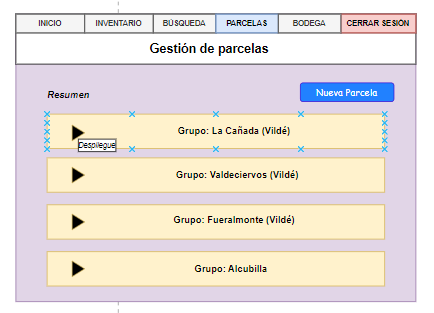 INICIO INVENTARIO BÚSQUEDA PARCELAS BODEGA CERRAR SESIÓN
Gestión de parcelas
Resumen
Nueva Parcela
Grupo: La Cañada (Vildé)
Despliegue
Grupo: Valdeciervos (Vildé)
Grupo: Fueralmonte (Vildé)
Grupo: Alcubilla